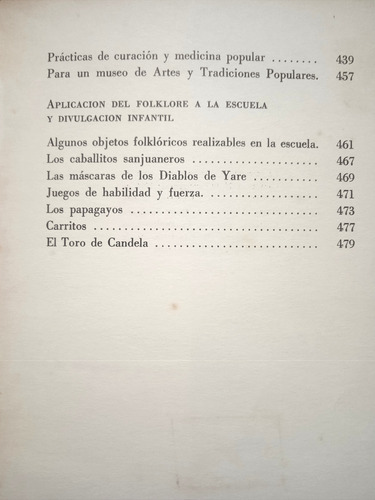 Prácticas de curación y medicina popular ........ 439
Para un museo de Artes y Tradiciones Populares. 457
APLICACION DEL FOLKLORE A LA ESCUELA
Y DIVULGACION INFANTIL
Algunos objetos folklóricos realizables en la escuela. 461
Los caballitos sanjuaneros ........ 467
Las máscaras de los Diablos de Yare ........ 469
Juegos de habilidad y fuerza. ........ 471
Los papagayos ........ 473
Carritos ........ 477
El Toro de Candela ........ 479